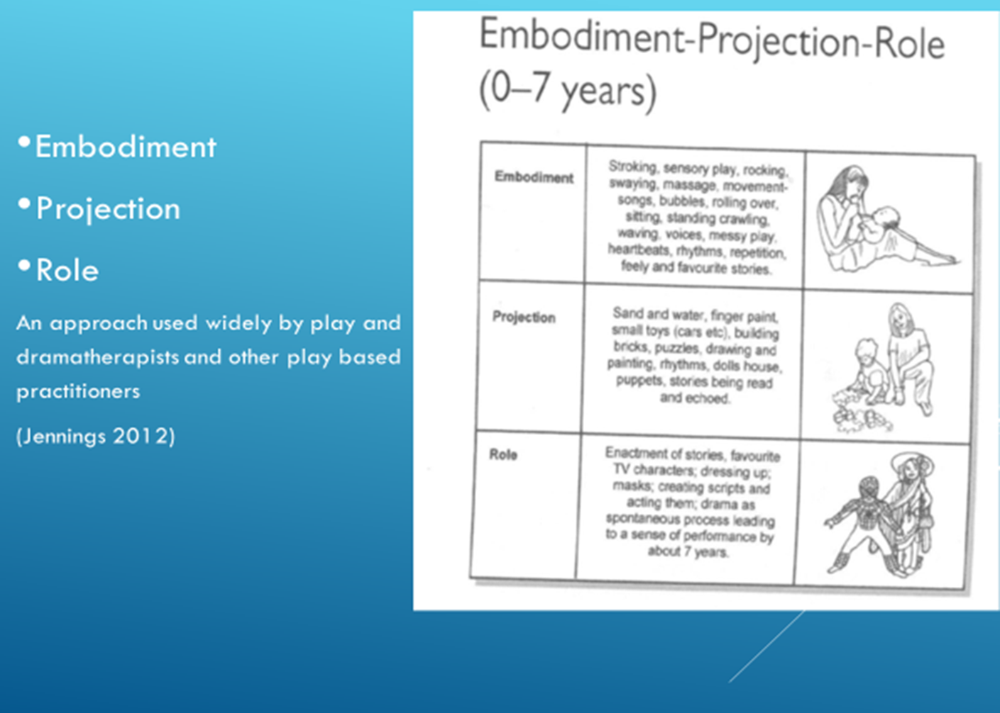 •Embodiment
•Projection
•Role
An approach used widely by play and
dramatherapists and other play based
practitioners
(Jennings 2012)
Embodiment-Projection-Role
(0–7 years)
Embodiment
Stroking, sensory play, rocking,
swaying, massage, movement-
songs, bubbles, rolling over,
sitting, standing crawling,
waving, voices, messy play,
heartbeats, rhythms, repetition,
feely and favourite stories.
Projection
Sand and water, finger paint,
small toys (cars etc), building
bricks, puzzles, drawing and
painting, rhythms, dolls house,
puppets, stories being read
and echoed.
Role
Enactment of stories, favourite
TV characters; dressing up;
masks; creating scripts and
acting them; drama as
spontaneous process leading
to a sense of performance by
about 7 years.